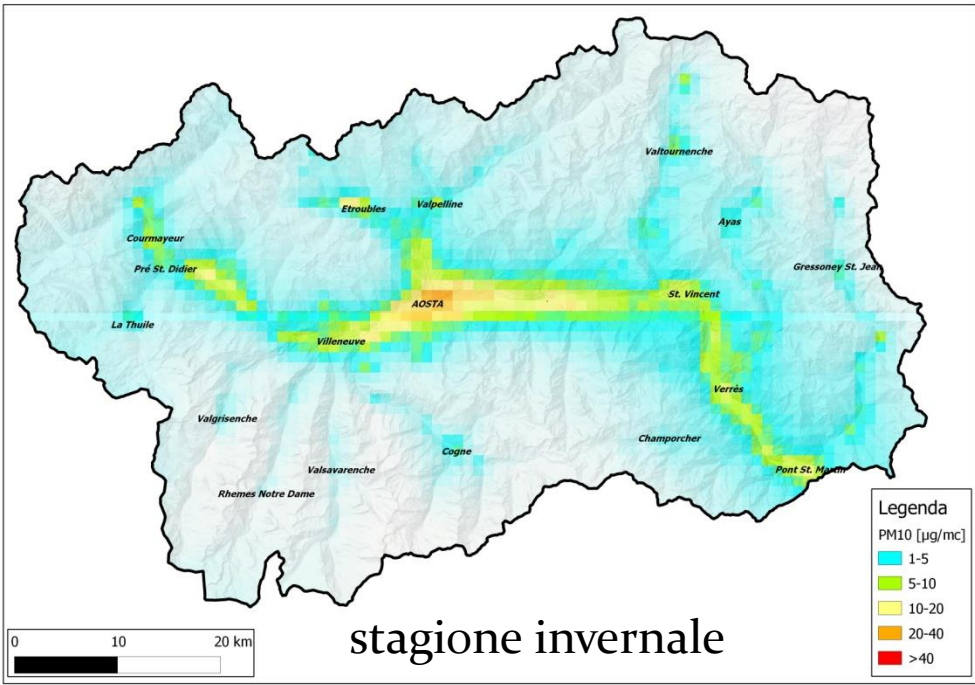 Valtournenche
Etroubles
Valpelline
Ayas
Courmayeur
Pré St. Didier
Gressoney St. Jean
St. Vincent
AOSTA
La Thuile
Villeneuve
Verrès
Valgrisenche
Champorcher
Cogne
Valsavarenche
Pont St. Martin
Rhemes Notre Dame
Legenda
PM10 [µg/mc]
1-5
5-10
10-20
20-40
>40
0 10 20 km
stagione invernale